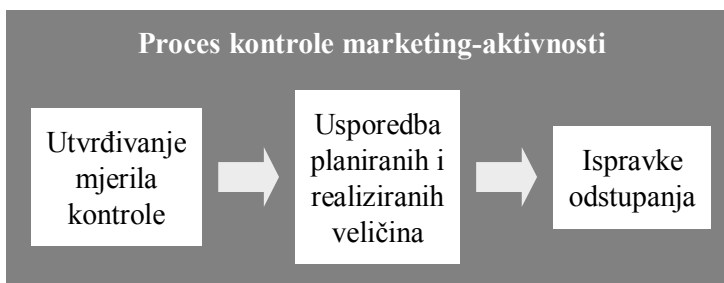 Proces kontrole marketing-aktivnosti
Utvrđivanje
mjerila
kontrole
Usporedba
planiranih i
realiziranih
veličina
Ispravke
odstupanja